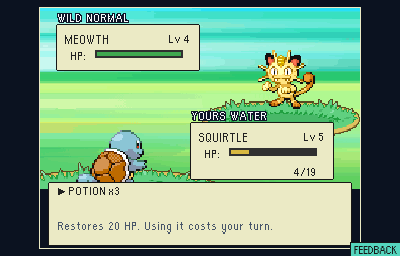 WILD NORMAL
MEOWTH Lv 4
HP:
YOURS WATER
SQUIRTLE Lv 5
HP:
4/19
▶ POTION x3
Restores 20 HP. Using it costs your turn.
FEEDBACK